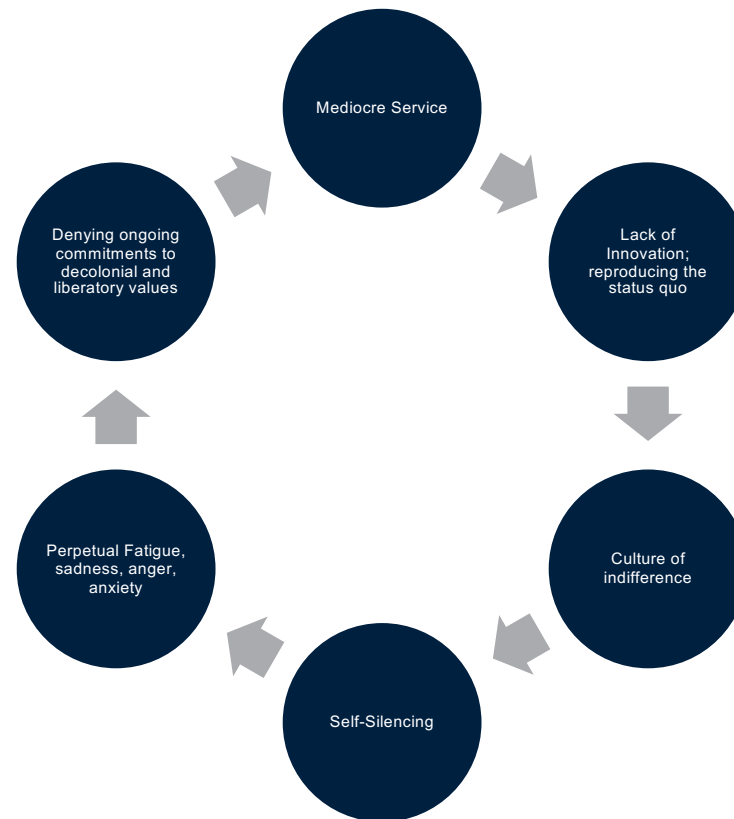 Mediocre Service
Lack of
Innovation;
reproducing the
status quo
Culture of
indifference
Self-Silencing
Perpetual Fatigue,
sadness, anger,
anxiety
Denying ongoing
commitments to
decolonial and
liberatory values